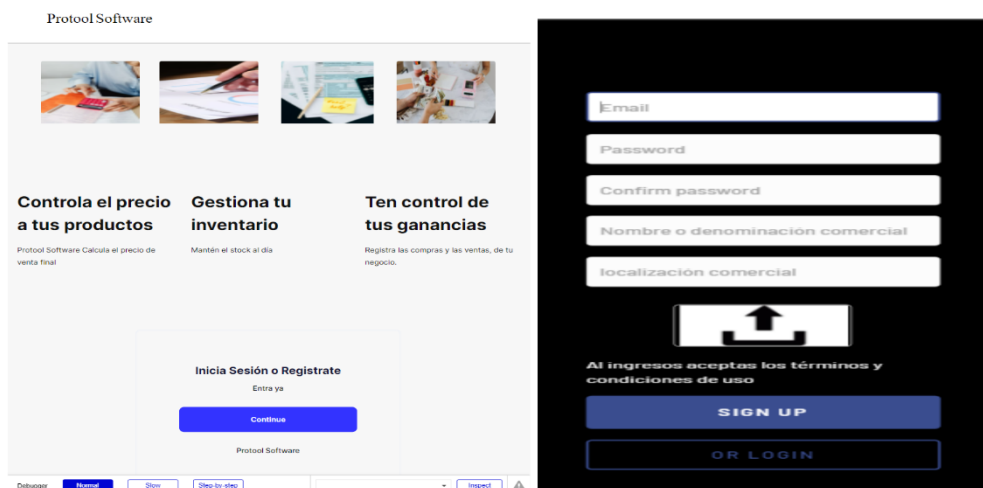 Protool Software
Controla el precio
a tus productos
Protool Software Calcula el precio de
venta final
Gestiona tu
inventario
Mantén el stock al día
Ten control de
tus ganancias
Registra las compras y las ventas, de tu
negocio.
Inicia Sesión o Registrate
Entra ya
Continue
Protool Software
Debugger Normal Slow Step-by-step Inspect
Email
Password
Confirm password
Nombre o denominación comercial
localización comercial
Al ingresos aceptas los términos y
condiciones de uso
SIGN UP
OR LOGIN